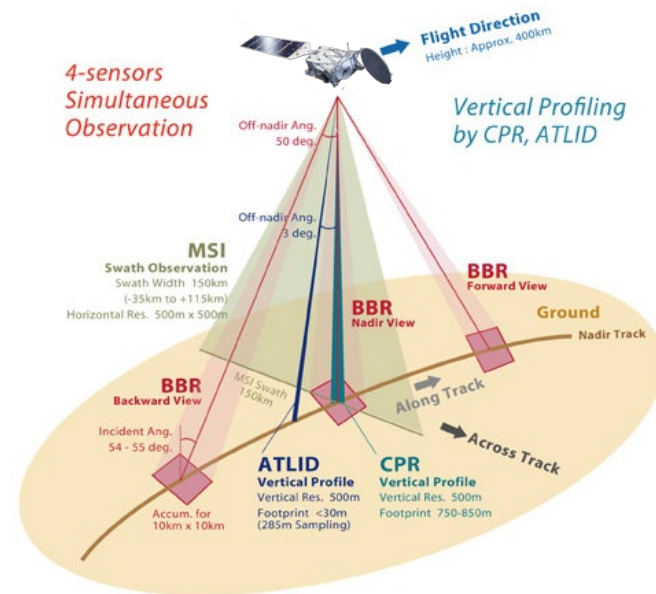 Flight Direction
Height : Approx. 400km
4-sensors
Simultaneous
Observation
Vertical Profiling
by CPR, ATLID
Off-nadir Ang.
50 deg.
Off-nadir Ang.
3 deg.
MSI
Swath Observation
Swath Width 150km
(-35km to +115km)
Horizontal Res. 500m x 500m
BBR
Forward View
BBR
Nadir View
Ground
Nadir Track
BBR
Backward View
MSI Swath
150km
Along Track
Across Track
Incident Ang.
54 - 55 deg.
ATLID
Vertical Profile
Vertical Res. 500m
Footprint <30m
(285m Sampling)
CPR
Vertical Profile
Vertical Res. 500m
Footprint 750-850m
Accum. for
10km x 10km